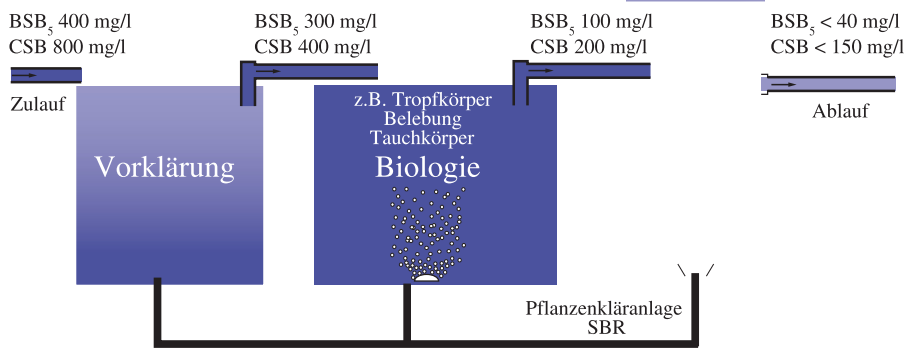 BSB5 400 mg/l
CSB 800 mg/l
Zulauf
Vorklärung
BSB5 300 mg/l
CSB 400 mg/l
z.B. Tropfkörper
Belebung
Tauchkörper
Biologie
BSB5 100 mg/l
CSB 200 mg/l
BSB5 < 40 mg/l
CSB < 150 mg/l
Ablauf
Pflanzenkläranlage
SBR